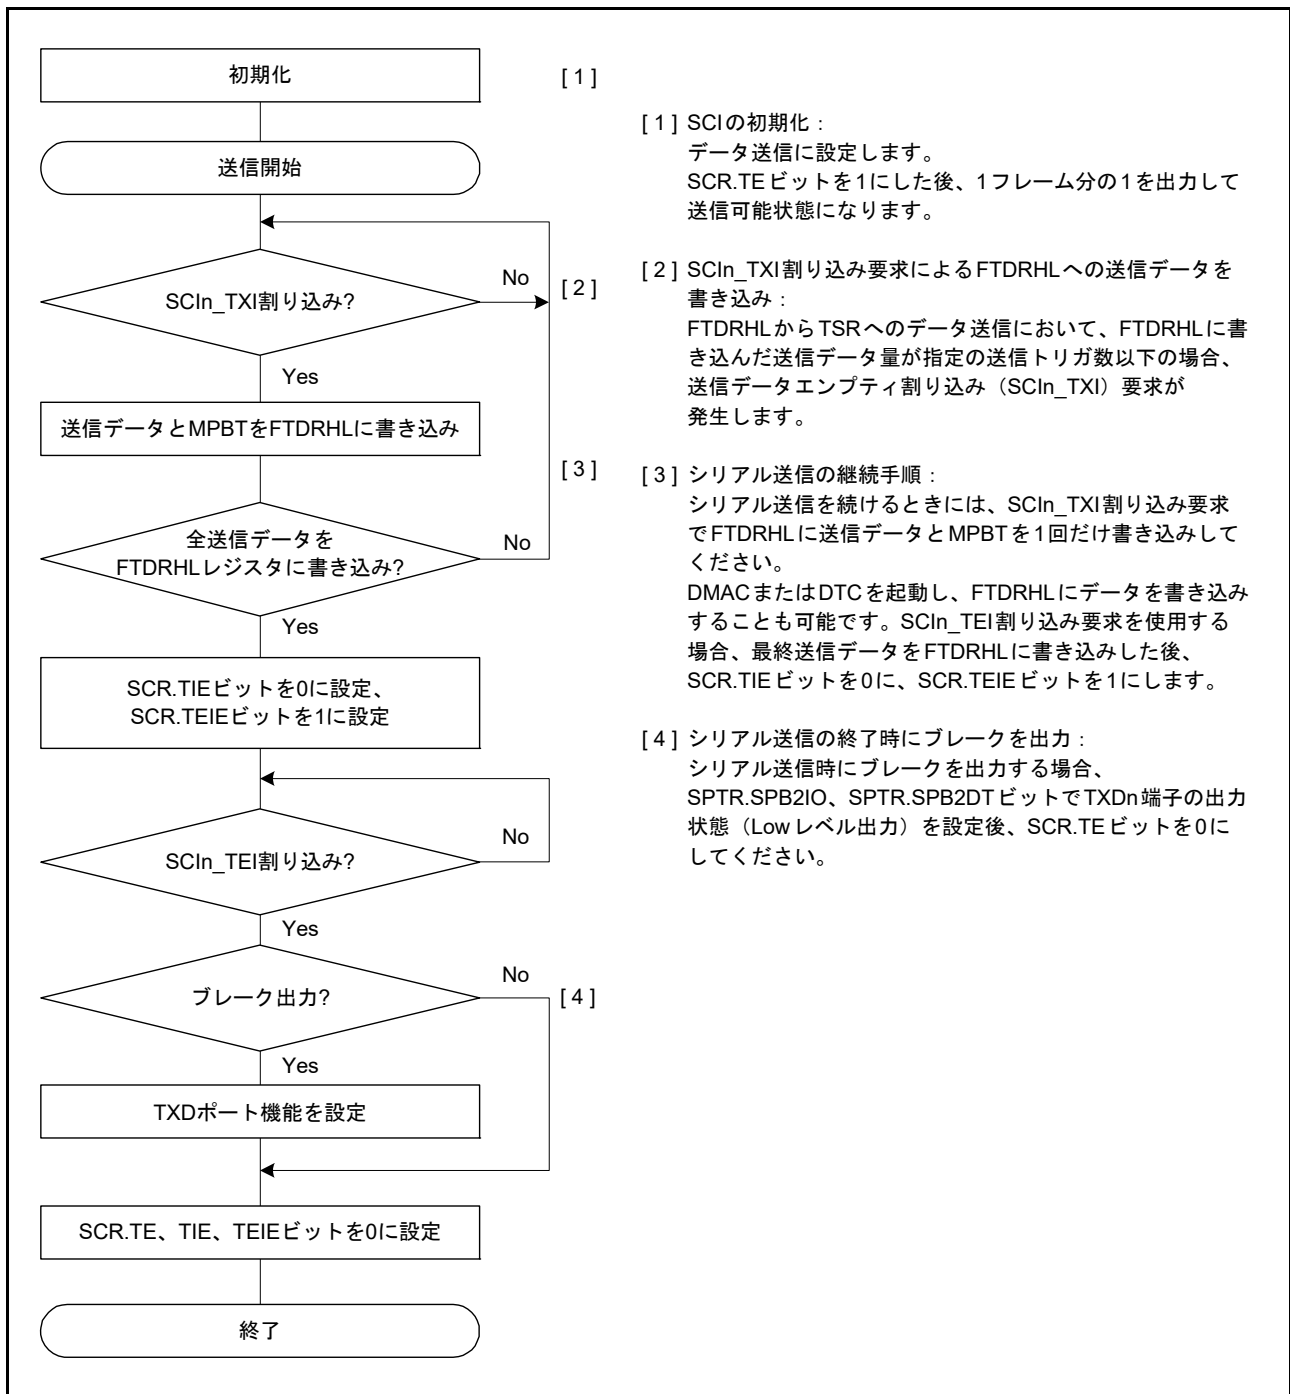 初期化
[ 1 ]
送信開始
SCIn_TXI割り込み?
No
[ 2 ]
Yes
送信データとMPBTをFTDRHLに書き込み
[ 3 ]
全送信データを
FTDRHLレジスタに書き込み?
No
Yes
SCR.TIEビットを0に設定、
SCR.TEIEビットを1に設定
SCIn_TEI割り込み?
No
Yes
ブレーク出力?
No
[ 4 ]
Yes
TXDポート機能を設定
SCR.TE、TIE、TEIEビットを0に設定
終了
[ 1 ] SCIの初期化：
データ送信に設定します。
SCR.TEビットを1にした後、1フレーム分の1を出力して
送信可能状態になります。
[ 2 ] SCIn_TXI割り込み要求によるFTDRHLへの送信データを
書き込み：
FTDRHLからTSRへのデータ送信において、FTDRHLに書
き込んだ送信データ量が指定の送信トリガ数以下の場合、
送信データエンプティ割り込み（SCIn_TXI）要求が
発生します。
[ 3 ] シリアル送信の継続手順：
シリアル送信を続けるときには、SCIn_TXI割り込み要求
でFTDRHLに送信データとMPBTを1回だけ書き込みして
ください。
DMACまたはDTCを起動し、FTDRHLにデータを書き込み
することも可能です。SCIn_TEI割り込み要求を使用する
場合、最終送信データをFTDRHLに書き込みした後、
SCR.TIEビットを0に、SCR.TEIEビットを1にします。
[ 4 ] シリアル送信の終了時にブレークを出力：
シリアル送信時にブレークを出力する場合、
SPTR.SPB2IO、SPTR.SPB2DTビットでTXDn端子の出力
状態（Lowレベル出力）を設定後、SCR.TEビットを0に
してください。